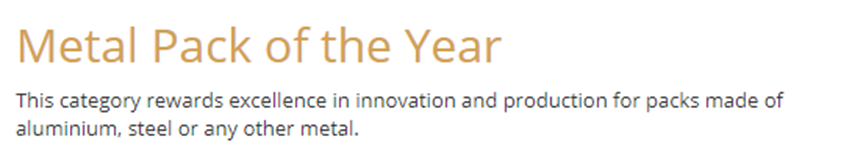 Metal Pack of the Year
This category rewards excellence in innovation and production for packs made of
aluminium, steel or any other metal.